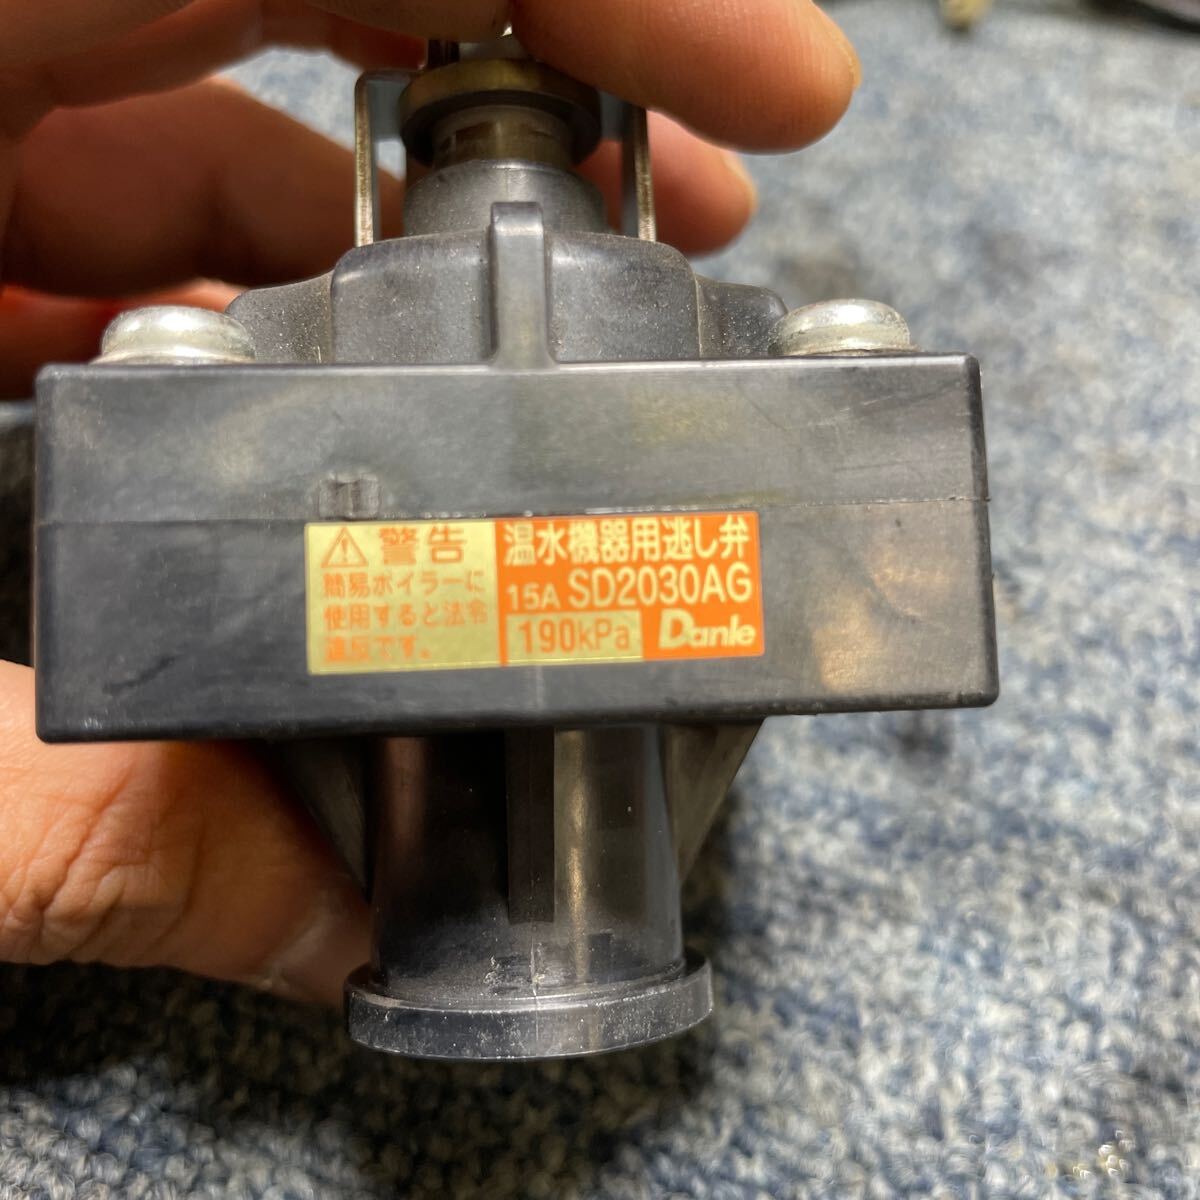 警告
簡易ボイラーに
使用すると法令
違反です。
温水機器用逃し弁
15A SD2030AG
190kPa Danle